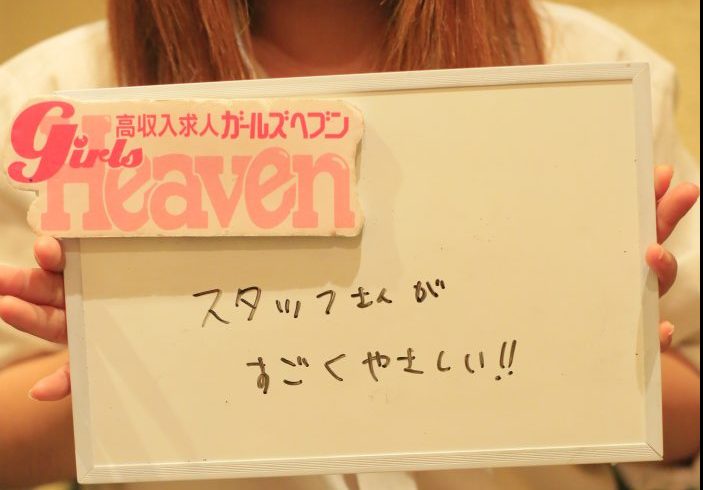 高収入求人ガールズヘブン
Girls
Heaven
スタッフさんが
すごくやさしい!!